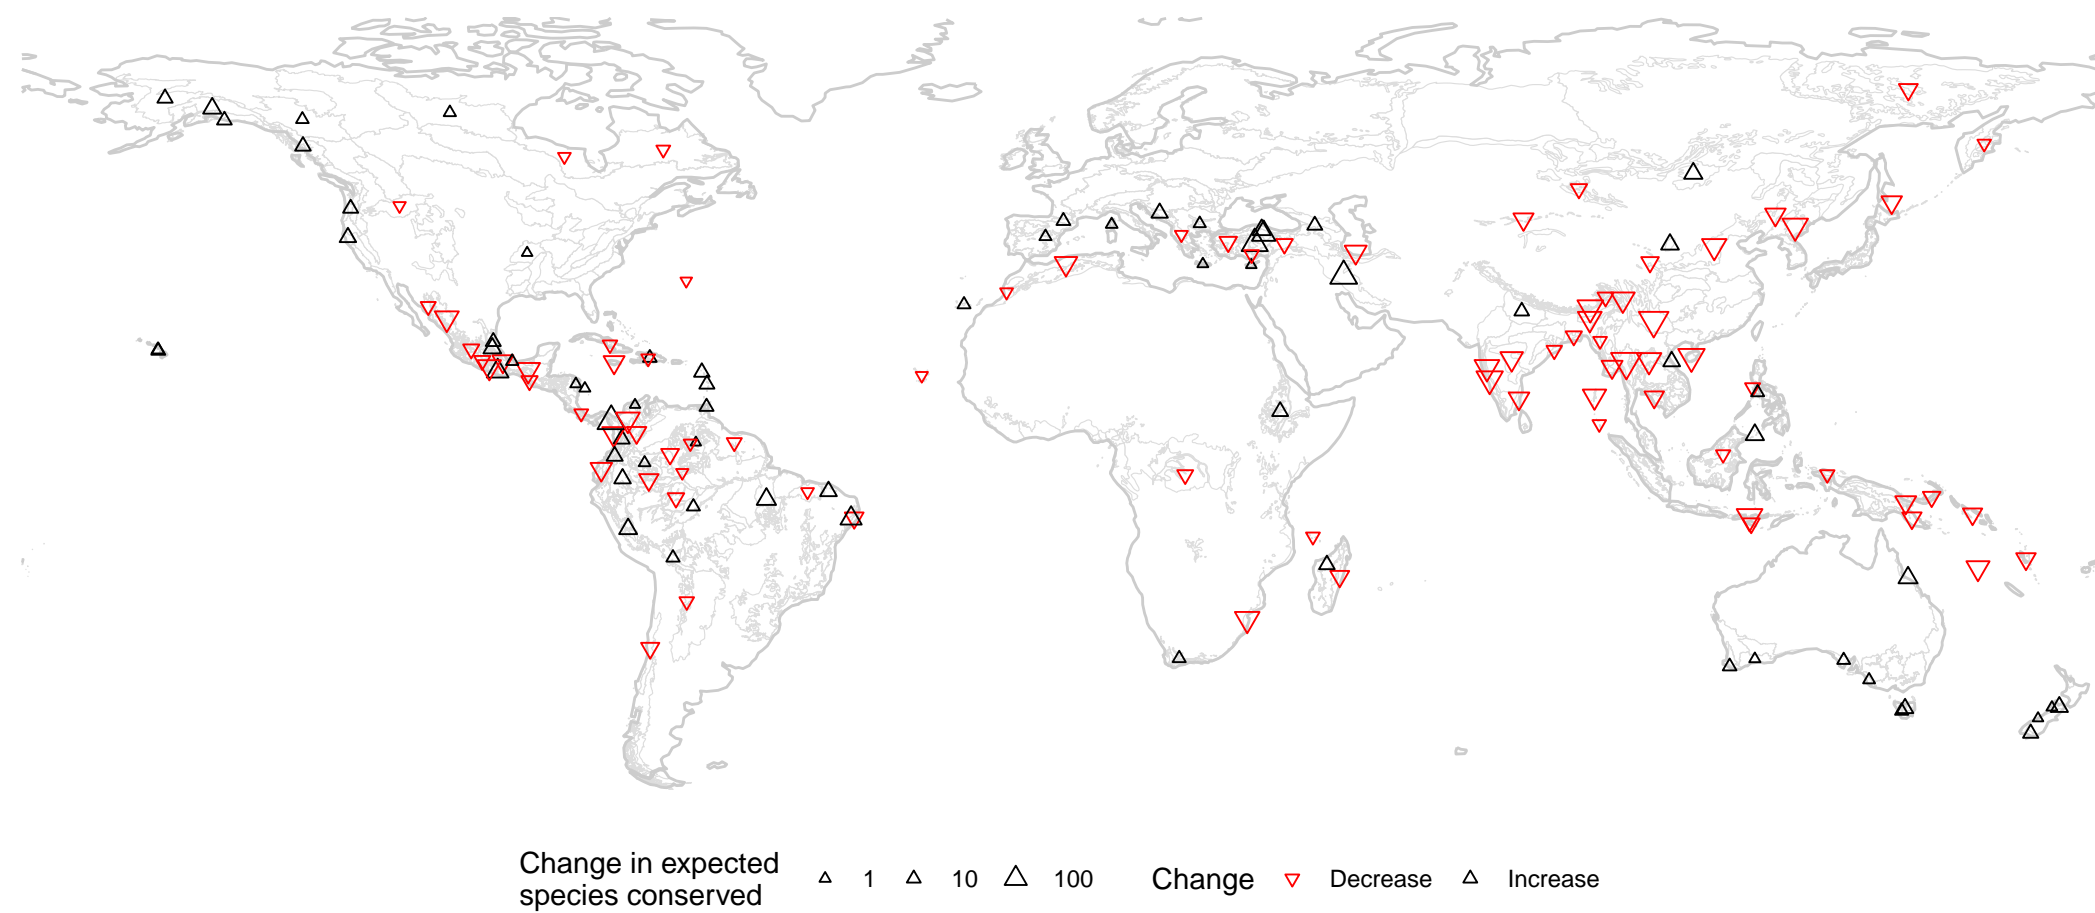 Change in expected
species conserved
1
10
100
Change
Decrease
Increase